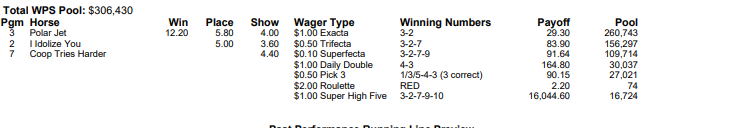 Total WPS Pool: $306,430
Pgm Horse Win Place Show Wager Type Winning Numbers Payoff Pool
3 Polar Jet 12.20 5.80 4.00 $1.00 Exacta 3-2 29.30 260,743
2 I Idolize You 5.00 3.60 $0.50 Trifecta 3-2-7 83.90 156,297
7 Coop Tries Harder 4.40 $0.10 Superfecta 3-2-7-9 91.64 109,714
$1.00 Daily Double 4-3 164.80 30,037
$0.50 Pick 3 1/3/5-4-3 (3 correct) 90.15 27,021
$2.00 Roulette RED 2.20 74
$1.00 Super High Five 3-2-7-9-10 16,044.60 16,724
Past Performance Running Line Preview